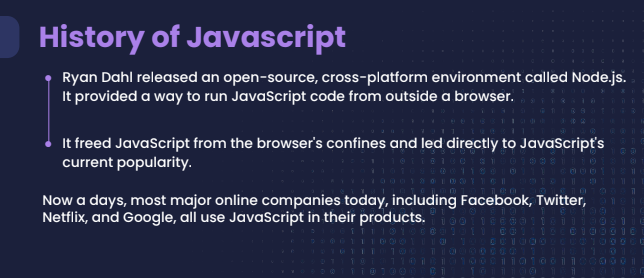 History of Javascript
Ryan Dahl released an open-source, cross-platform environment called Node.js.
It provided a way to run JavaScript code from outside a browser.
It freed JavaScript from the browser's confines and led directly to JavaScript's
current popularity.
Now a days, most major online companies today, including Facebook, Twitter,
Netflix, and Google, all use JavaScript in their products.